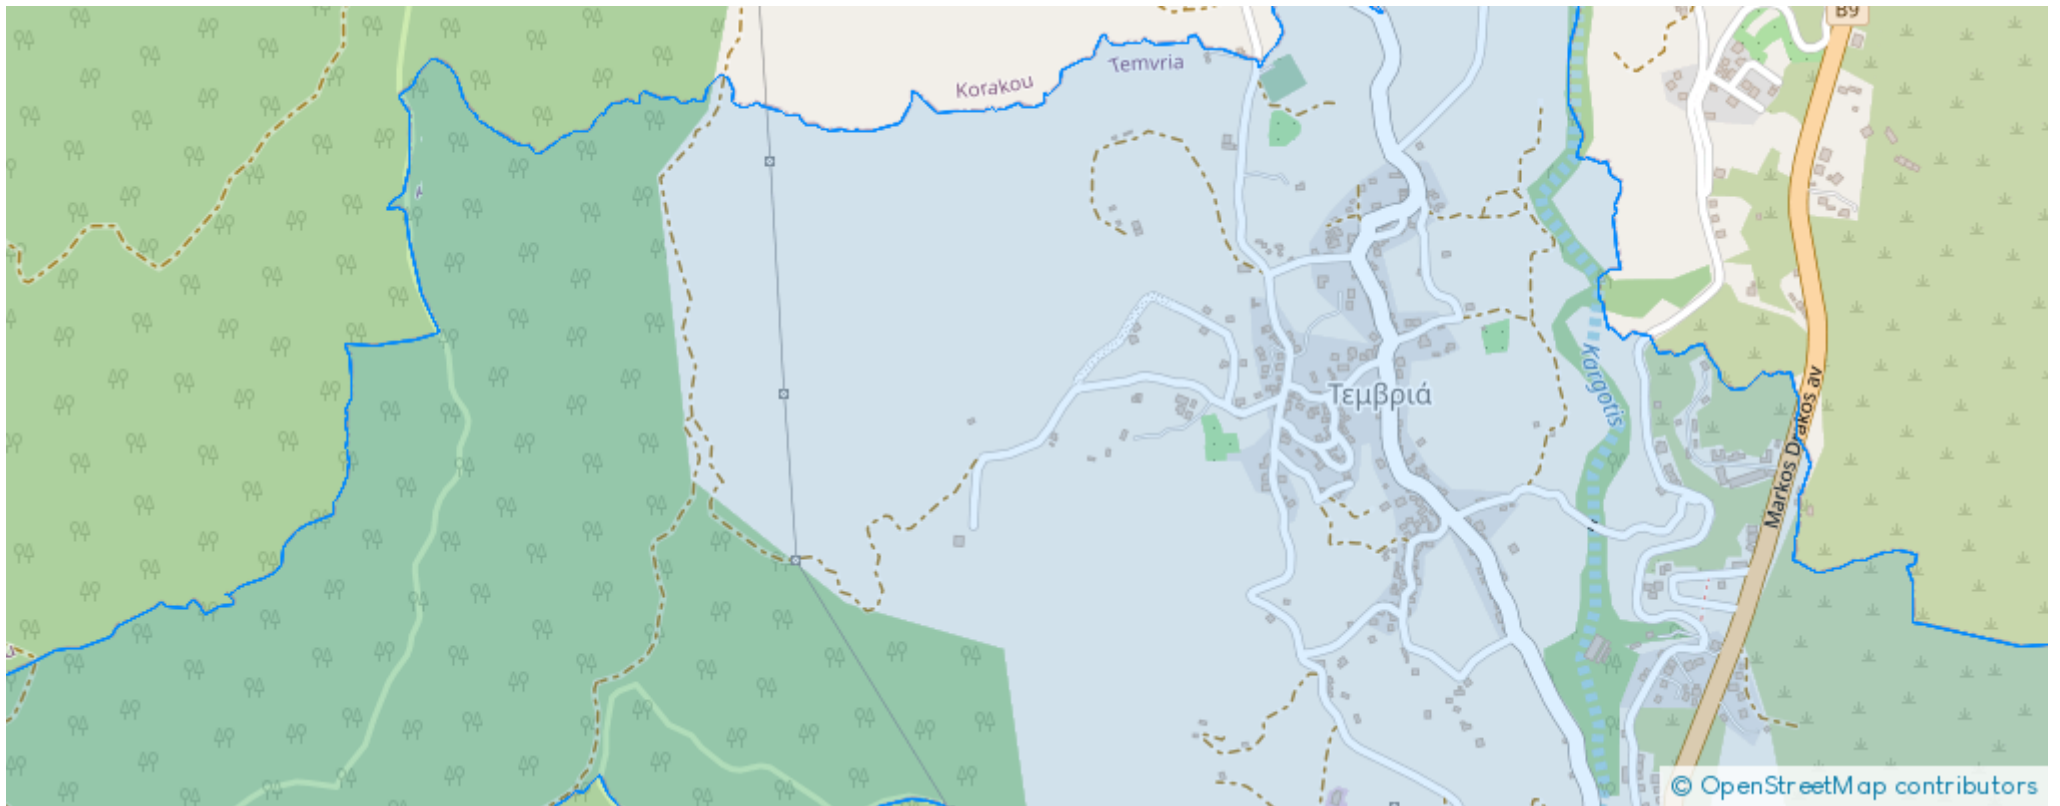 B9
Temvria
Korakou
Kargotis
Τεμβριά
Markos Drakos av
© OpenStreetMap contributors